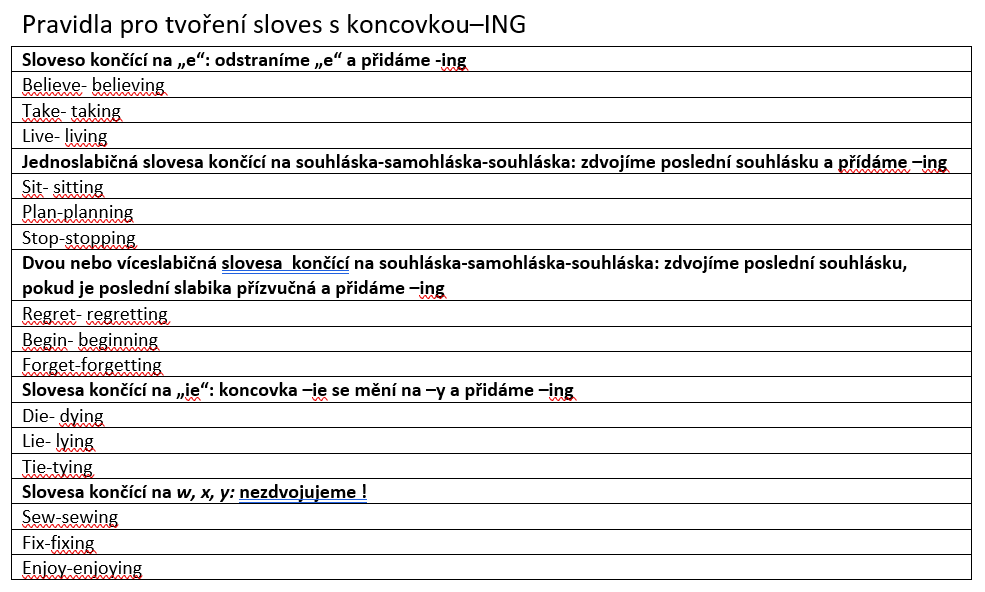 Pravidla pro tvoření sloves s koncovkou–ING
Sloveso končící na „e“: odstraníme „e“ a přidáme -ing
Believe- believing
Take- taking
Live- living
Jednoslabičná slovesa končící na souhláska-samohláska-souhláska: zdvojíme poslední souhlásku a přídáme –ing
Sit- sitting
Plan-planning
Stop-stopping
Dvou nebo víceslabičná slovesa  končící na souhláska-samohláska-souhláska: zdvojíme poslední souhlásku,
pokud je poslední slabika přízvučná a přidáme –ing
Regret- regretting
Begin- beginning
Forget-forgetting
Slovesa končící na „ie“: koncovka –ie se mění na –y a přidáme –ing
Die- dying
Lie- lying
Tie-tying
Slovesa končící na w, x, y: nezdvojujeme !
Sew-sewing
Fix-fixing
Enjoy-enjoying